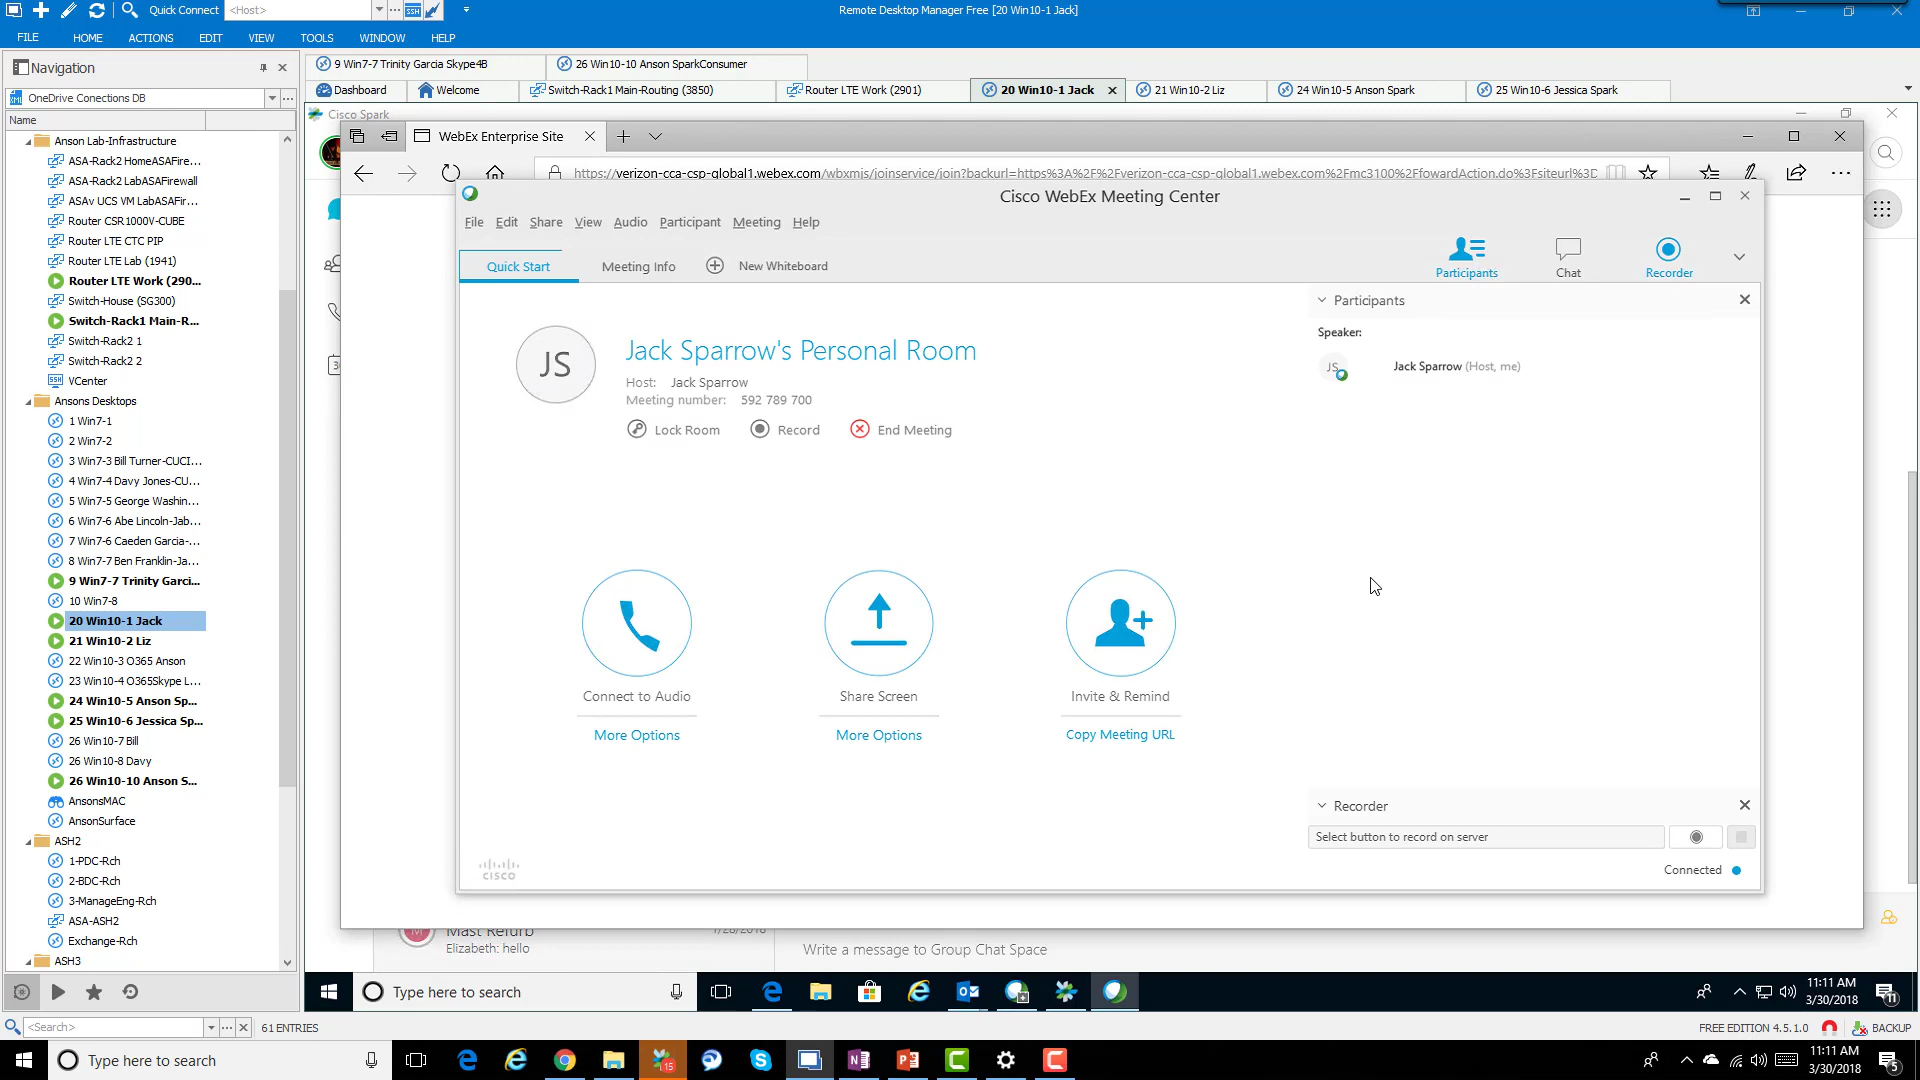 Quick Connect <Host>
Remote Desktop Manager Free [20 Win10-1 Jack]
FILE HOME ACTIONS EDIT VIEW TOOLS WINDOW HELP
Navigation
OneDrive Conections DB
Name
Anson Lab-Infrastructure
ASA-Rack2 HomeASAFire...
ASA-Rack2 LabASAFirewall
ASAv UCS VM LabASAFir...
Router CSR1000V-CUBE
Router LTE CTC PIP
Router LTE Lab (1941)
Router LTE Work (290...
Switch-House (SG300)
Switch-Rack1 Main-R...
Switch-Rack2 1
Switch-Rack2 2
VCenter
Ansons Desktops
1 Win7-1
2 Win7-2
3 Win7-3 Bill Turner-CUCI...
4 Win7-4 Davy Jones-CU...
5 Win7-5 George Washin...
6 Win7-6 Abe Lincoln-Jab...
7 Win7-6 Caeden Garcia-...
8 Win7-7 Ben Franklin-Ja...
9 Win7-7 Trinity Garci...
10 Win7-8
20 Win10-1 Jack
21 Win10-2 Liz
22 Win10-3 O365 Anson
23 Win10-4 O365Skype L...
24 Win10-5 Anson Sp...
25 Win10-6 Jessica Sp...
26 Win10-7 Bill
26 Win10-8 Davy
26 Win10-10 Anson S...
AnsonsMAC
AnsonSurface
ASH2
1-PDC-Rch
2-BDC-Rch
3-ManageEng-Rch
ASA-ASH2
Exchange-Rch
ASH3
<Search>
61 ENTRIES
9 Win7-7 Trinity Garcia Skype4B
26 Win10-10 Anson SparkConsumer
Dashboard
Welcome
Switch-Rack1 Main-Routing (3850)
Router LTE Work (2901)
20 Win10-1 Jack
21 Win10-2 Liz
24 Win10-5 Anson Spark
25 Win10-6 Jessica Spark
Cisco Spark
WebEx Enterprise Site
https://verizon-cca-csp-global1.webex.com/wbxmjs/joinservice/join?backurl=https%3A%2F%2Fverizon-cca-csp-global1.webex.com%2Fmc3100%2FfowardAction.do%3Fsiteurl%3D
Cisco WebEx Meeting Center
File Edit Share View Audio Participant Meeting Help
Quick Start
Meeting Info
New Whiteboard
Participants
Chat
Recorder
JS
Jack Sparrow's Personal Room
Host: Jack Sparrow
Meeting number: 592 789 700
Lock Room
Record
End Meeting
Participants
Speaker:
JS
Jack Sparrow (Host, me)
Connect to Audio
Share Screen
Invite & Remind
More Options
More Options
Copy Meeting URL
Recorder
Select button to record on server
Connected
cisco
M
Mast Refurb
Elizabeth: hello
Write a message to Group Chat Space
Type here to search
11:11 AM
3/30/2018
11
FREE EDITION 4.5.1.0
BACKUP
Type here to search
15
11:11 AM
3/30/2018
5